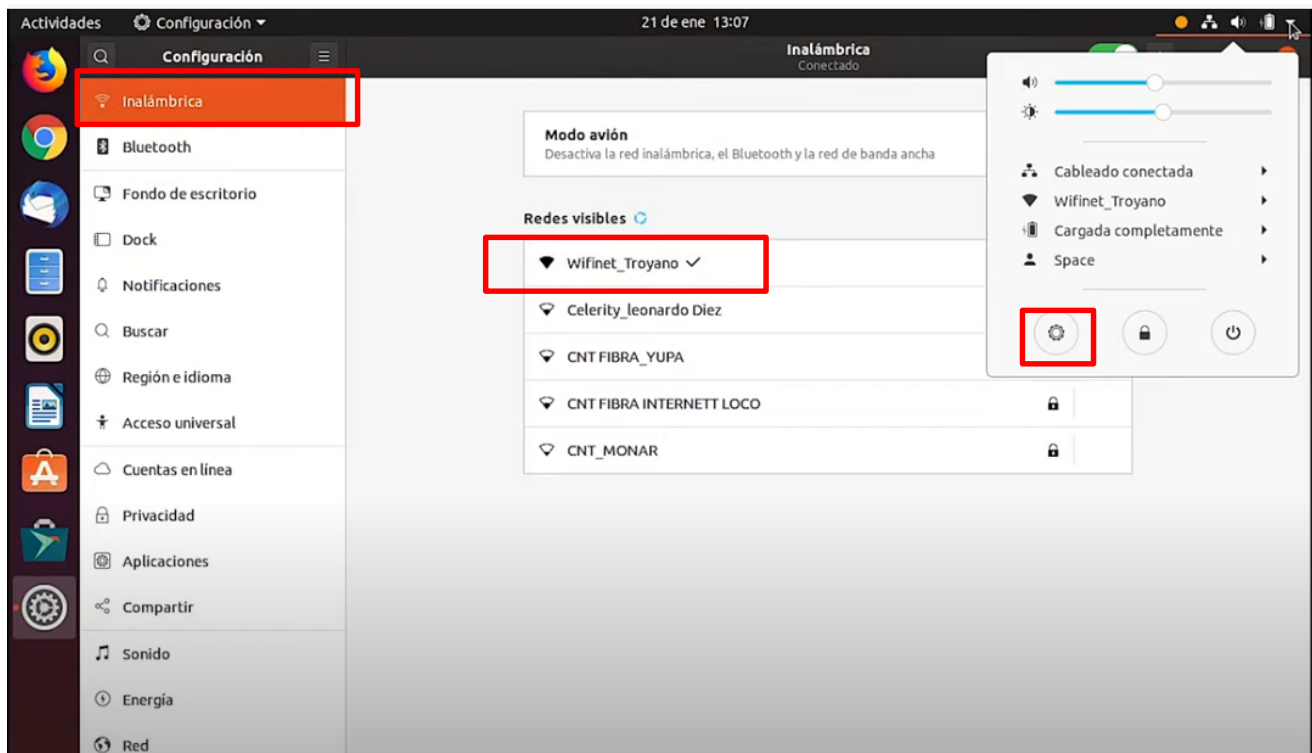 Actividades
Configuración
21 de ene 13:07
Configuración
Inalámbrica
Conectado
Inalámbrica
Bluetooth
Fondo de escritorio
Dock
Notificaciones
Buscar
Región e idioma
Acceso universal
Cuentas en línea
Privacidad
Aplicaciones
Compartir
Sonido
Energía
Red
Modo avión
Desactiva la red inalámbrica, el Bluetooth y la red de banda ancha
Redes visibles
Wifinet_Troyano
Celerity_leonardo Diez
CNT FIBRA_YUPA
CNT FIBRA INTERNETT LOCO
CNT_MONAR
Cableado conectada
Wifinet_Troyano
Cargada completamente
Space